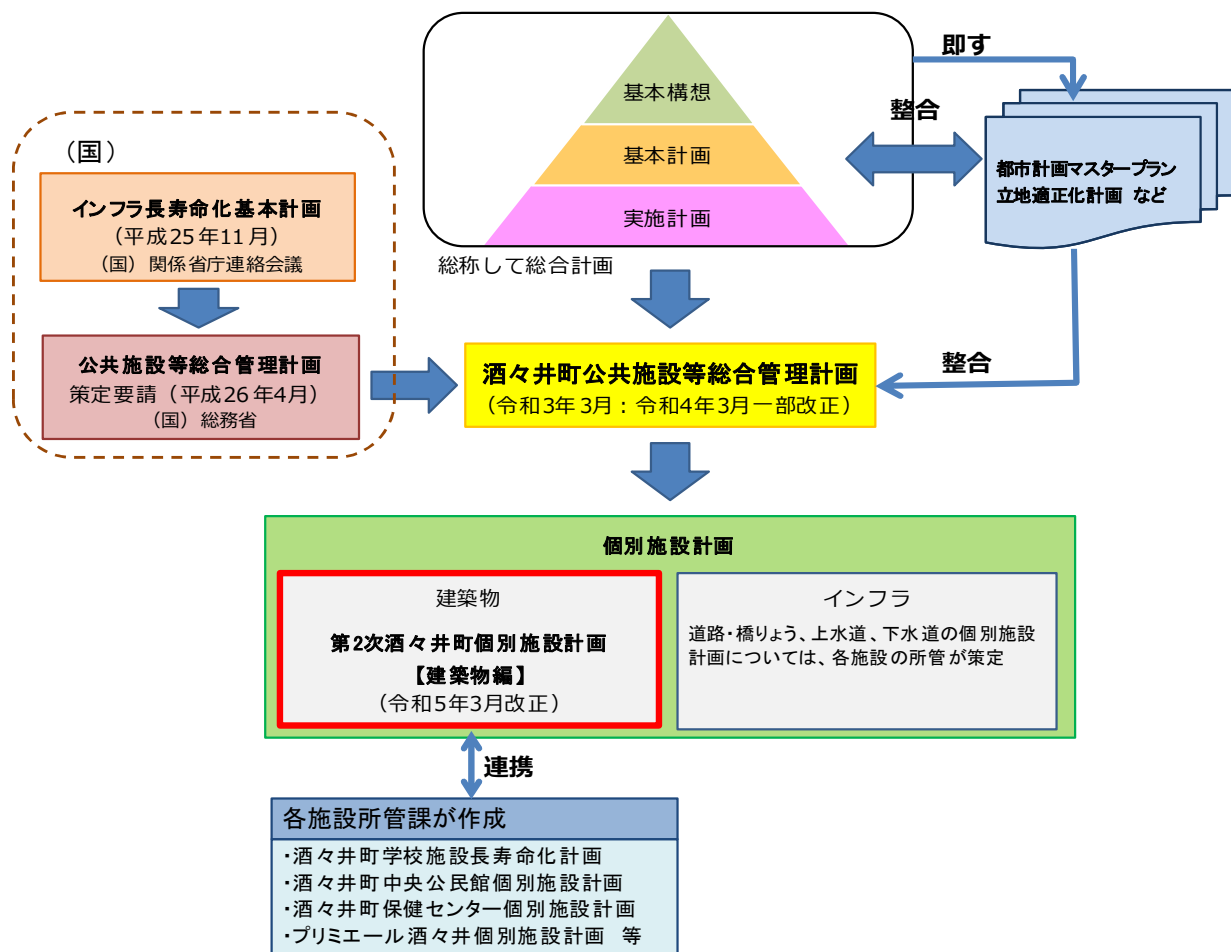 基本構想
基本計画
実施計画
総称して総合計画
即す
整合
都市計画マスタープラン
立地適正化計画 など
整合
（国）
インフラ長寿命化基本計画
（平成25年11月）
（国）関係省庁連絡会議
公共施設等総合管理計画
策定要請（平成26年4月）
（国）総務省
酒々井町公共施設等総合管理計画
（令和3年3月：令和4年3月一部改正）
個別施設計画
建築物
第2次酒々井町個別施設計画
【建築物編】
（令和5年3月改正）
インフラ
道路・橋りょう、上水道、下水道の個別施設
計画については、各施設の所管が策定
連携
各施設所管課が作成
・酒々井町学校施設長寿命化計画
・酒々井町中央公民館個別施設計画
・酒々井町保健センター個別施設計画
・プリミエール酒々井個別施設計画 等